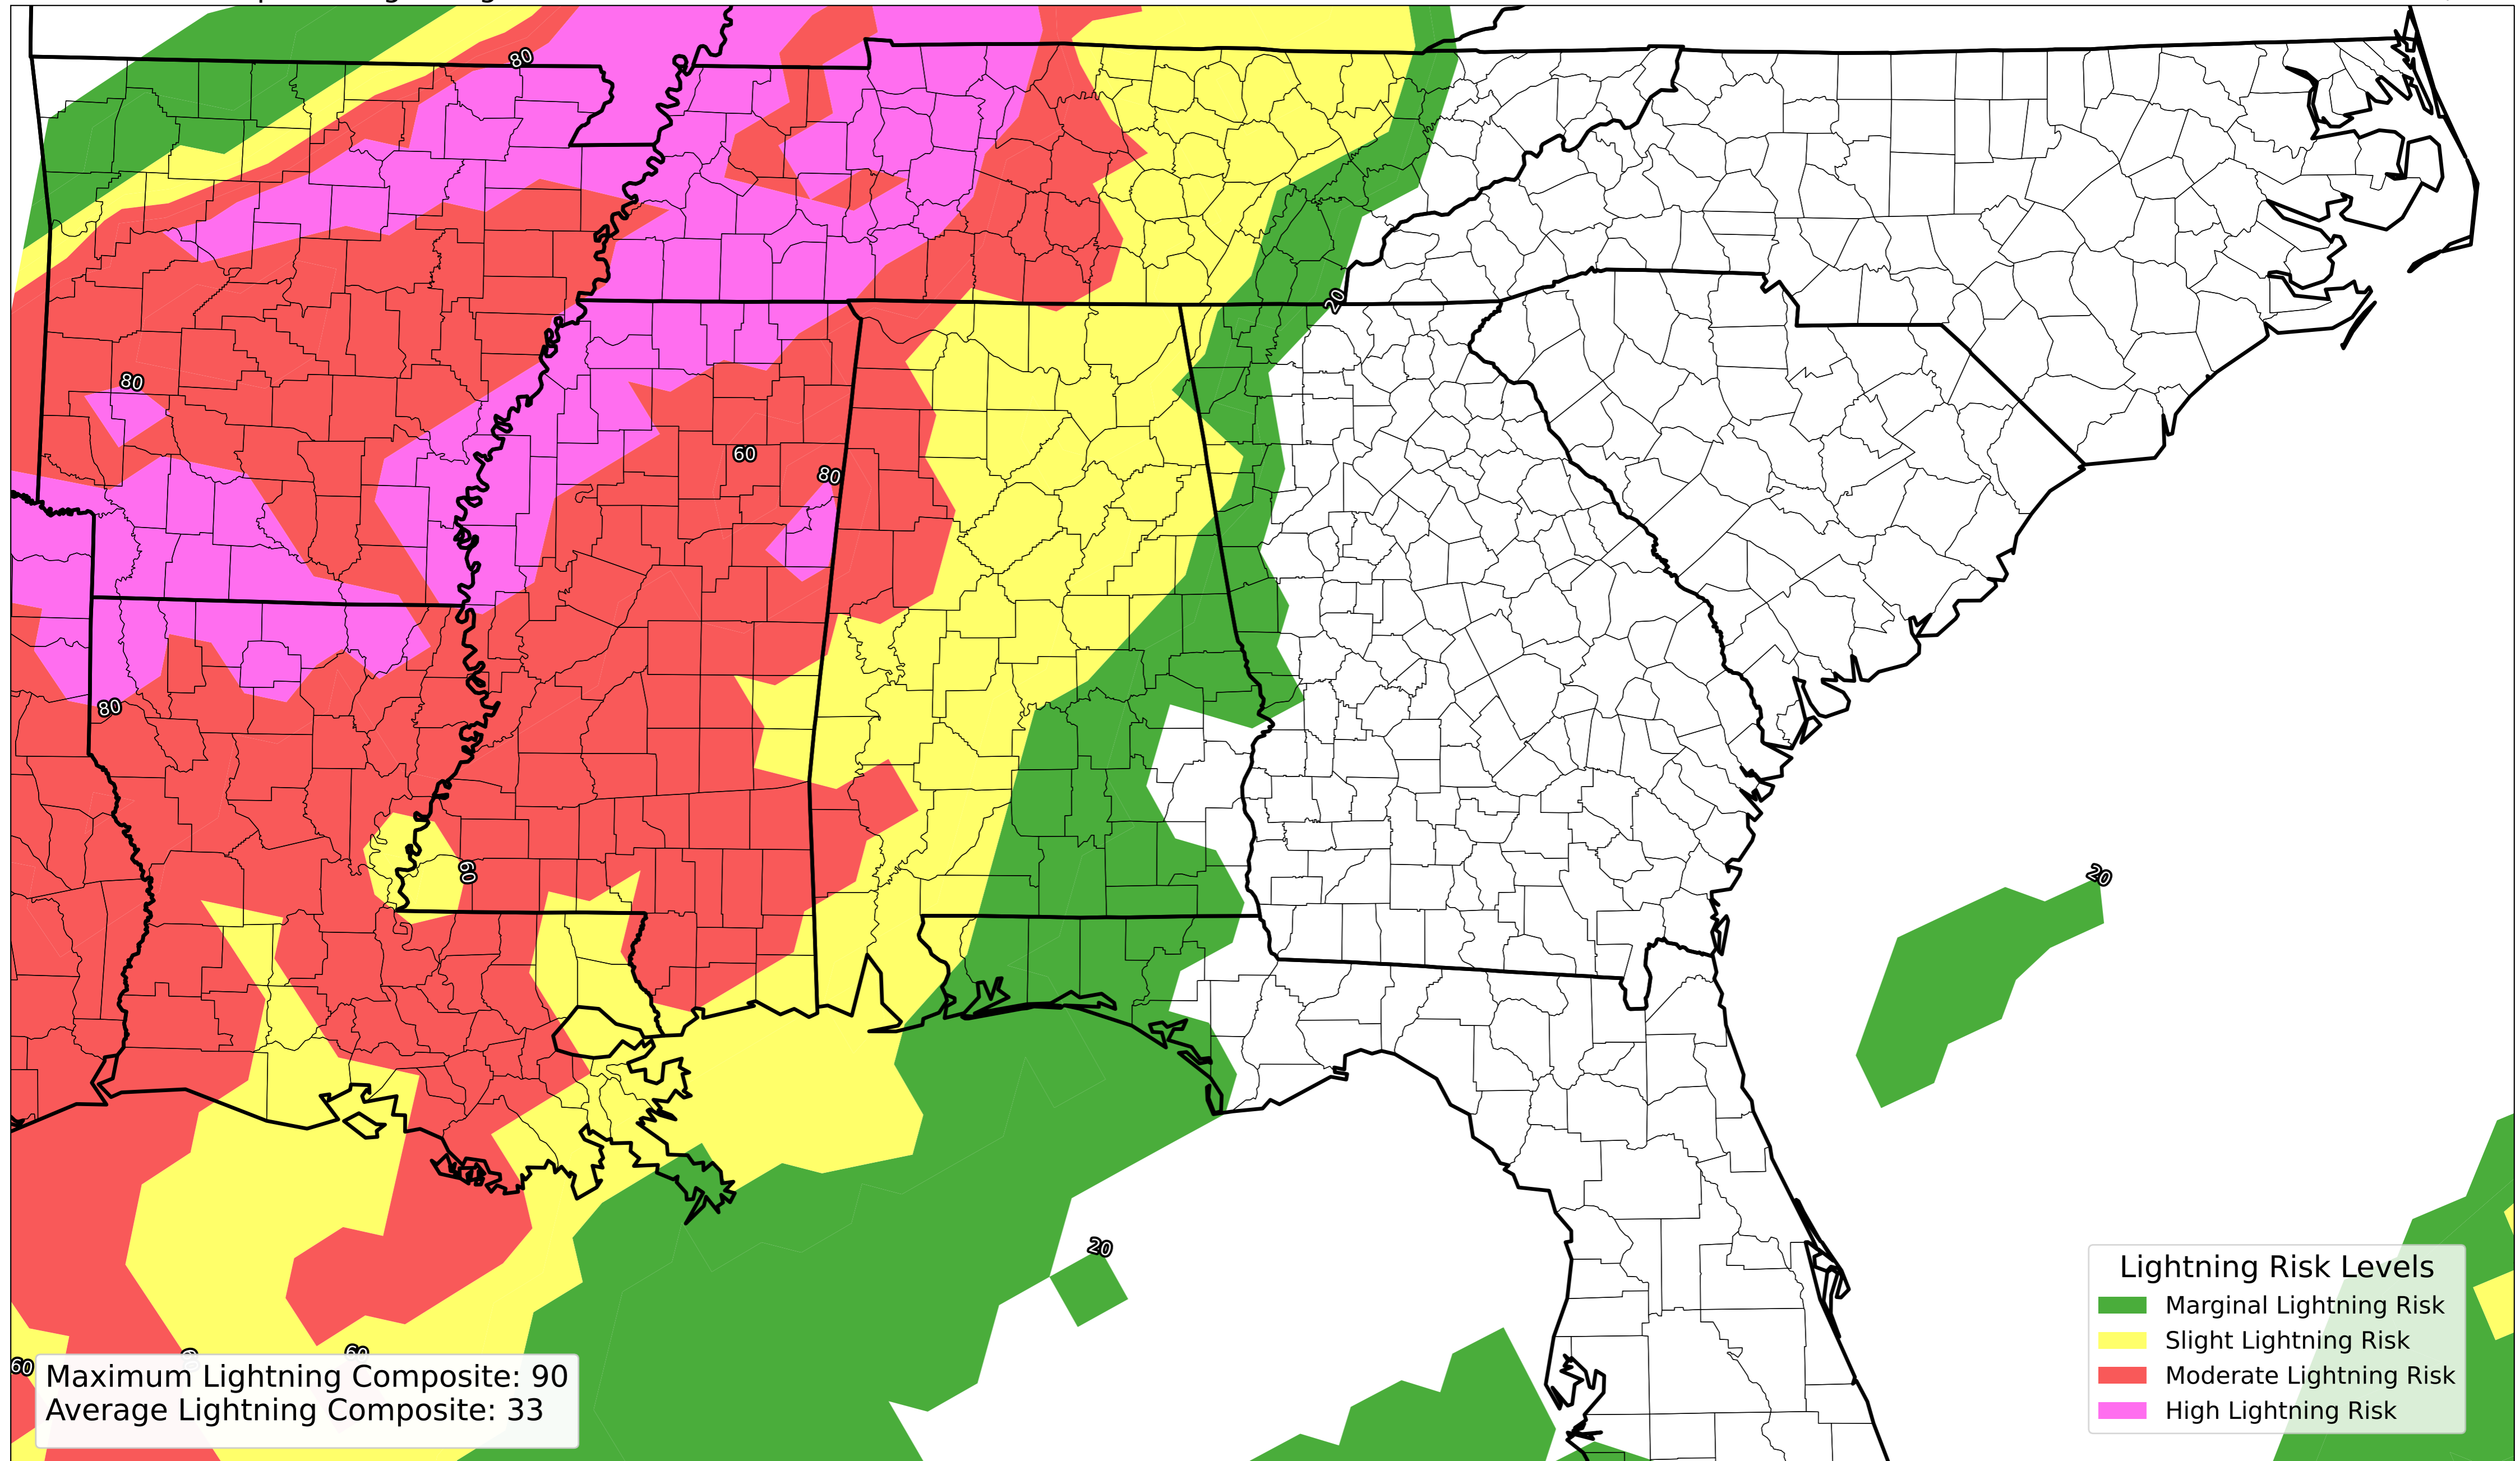 80
20
80
60
80
80
60
20
20
60
60
Maximum Lightning Composite: 90
Average Lightning Composite: 33
Lightning Risk Levels
Marginal Lightning Risk
Slight Lightning Risk
Moderate Lightning Risk
High Lightning Risk